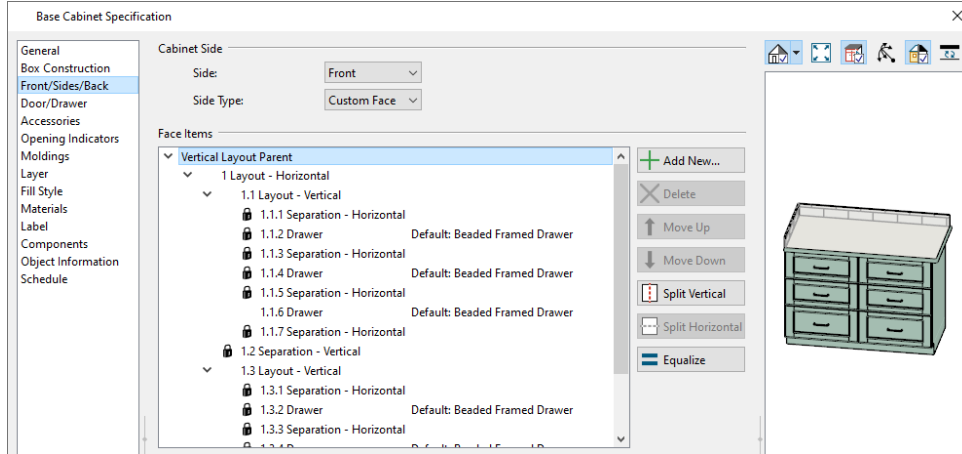 Base Cabinet Specification
General
Box Construction
Front/Sides/Back
Door/Drawer
Accessories
Opening Indicators
Moldings
Layer
Fill Style
Materials
Label
Components
Object Information
Schedule
Cabinet Side
Side: Front
Side Type: Custom Face
Face Items
Vertical Layout Parent
1 Layout - Horizontal
1.1 Layout - Vertical
1.1.1 Separation - Horizontal
1.1.2 Drawer Default: Beaded Framed Drawer
1.1.3 Separation - Horizontal
1.1.4 Drawer Default: Beaded Framed Drawer
1.1.5 Separation - Horizontal
1.1.6 Drawer Default: Beaded Framed Drawer
1.1.7 Separation - Horizontal
1.2 Separation - Vertical
1.3 Layout - Vertical
1.3.1 Separation - Horizontal
1.3.2 Drawer Default: Beaded Framed Drawer
1.3.3 Separation - Horizontal
Add New...
Delete
Move Up
Move Down
Split Vertical
Split Horizontal
Equalize